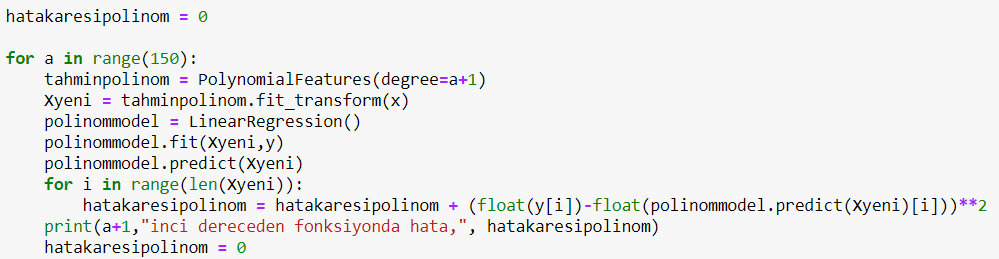 hatakaresipolinom = 0
for a in range(150):
    tahminpolinom = PolynomialFeatures(degree=a+1)
    Xyeni = tahminpolinom.fit_transform(x)
    polinommodel = LinearRegression()
    polinommodel.fit(Xyeni,y)
    polinommodel.predict(Xyeni)
    for i in range(len(Xyeni)):
        hatakaresipolinom = hatakaresipolinom + (float(y[i])-float(polinommodel.predict(Xyeni)[i]))**2
    print(a+1,"inci dereceden fonksiyonda hata,", hatakaresipolinom)
    hatakaresipolinom = 0